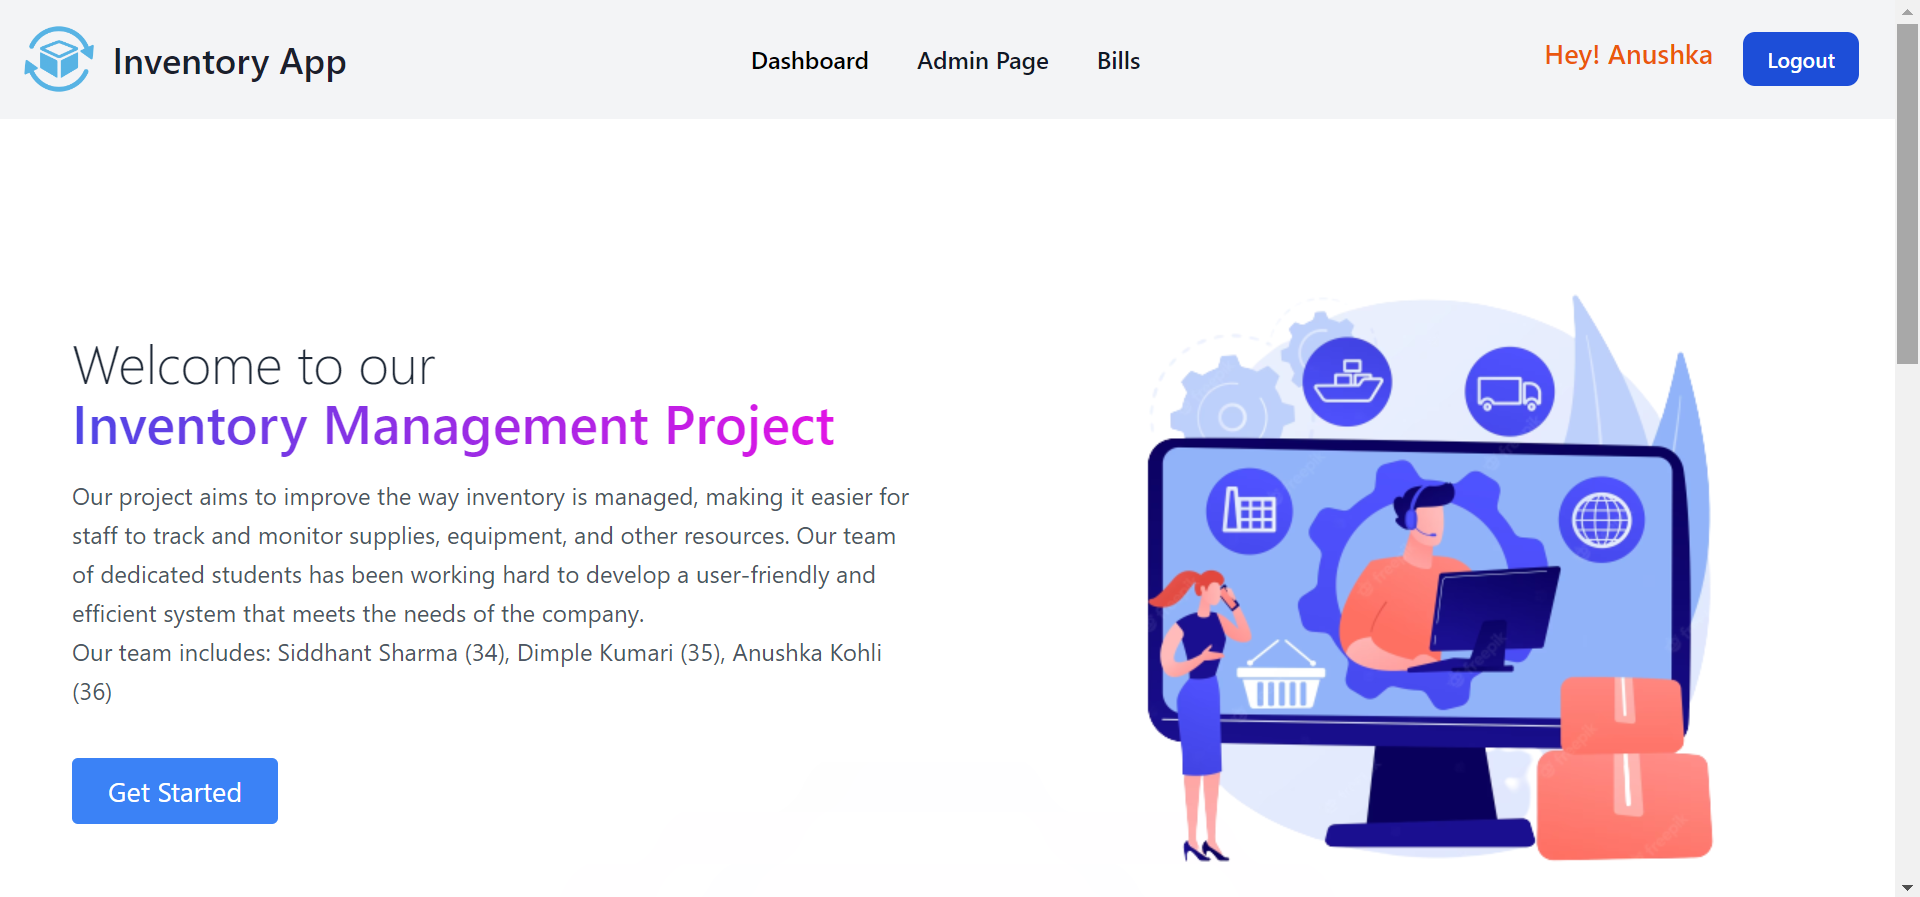 Inventory App
Dashboard
Admin Page
Bills
Hey! Anushka
Logout
Welcome to our
Inventory Management Project
Our project aims to improve the way inventory is managed, making it easier for
staff to track and monitor supplies, equipment, and other resources. Our team
of dedicated students has been working hard to develop a user-friendly and
efficient system that meets the needs of the company.
Our team includes: Siddhant Sharma (34), Dimple Kumari (35), Anushka Kohli
(36)
Get Started